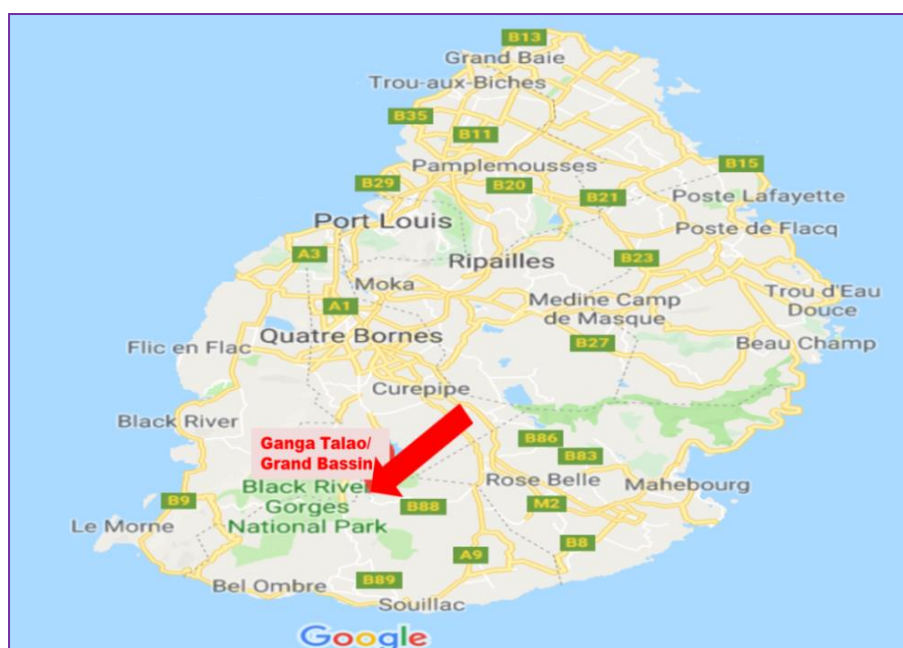 B13
Grand Baie
Trou-aux-Biches
B35
B11
Pamplemousses
B15
B29
B20
B21
Poste Lafayette
Port Louis
Poste de Flacq
A3
Ripailles
B23
Moka
Trou d'Eau
Douce
A1
Medine Camp
de Masque
Quatre Bornes
B27
Beau Champ
Flic en Flac
Curepipe
Black River
Ganga Talao/
Grand Bassin
B86
B83
Rose Belle
Mahebourg
Black River
Gorges
National Park
B9
B88
M2
Le Morne
B8
A9
Bel Ombre
B89
Souillac
Google